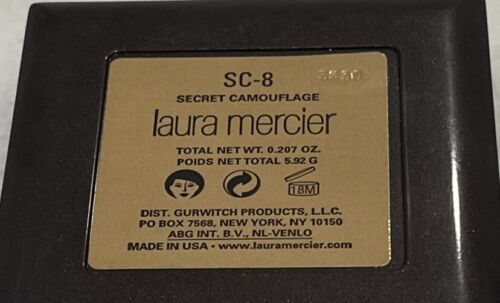 SC-8
SECRET CAMOUFLAGE
laura mercier
TOTAL NET WT. 0.207 OZ.
POIDS NET TOTAL 5.92 G
18M
DIST. GURWITCH PRODUCTS, L.L.C.
PO BOX 7568, NEW YORK, NY 10150
ABG INT. B.V., NL-VENLO
MADE IN USA • www.lauramercier.com